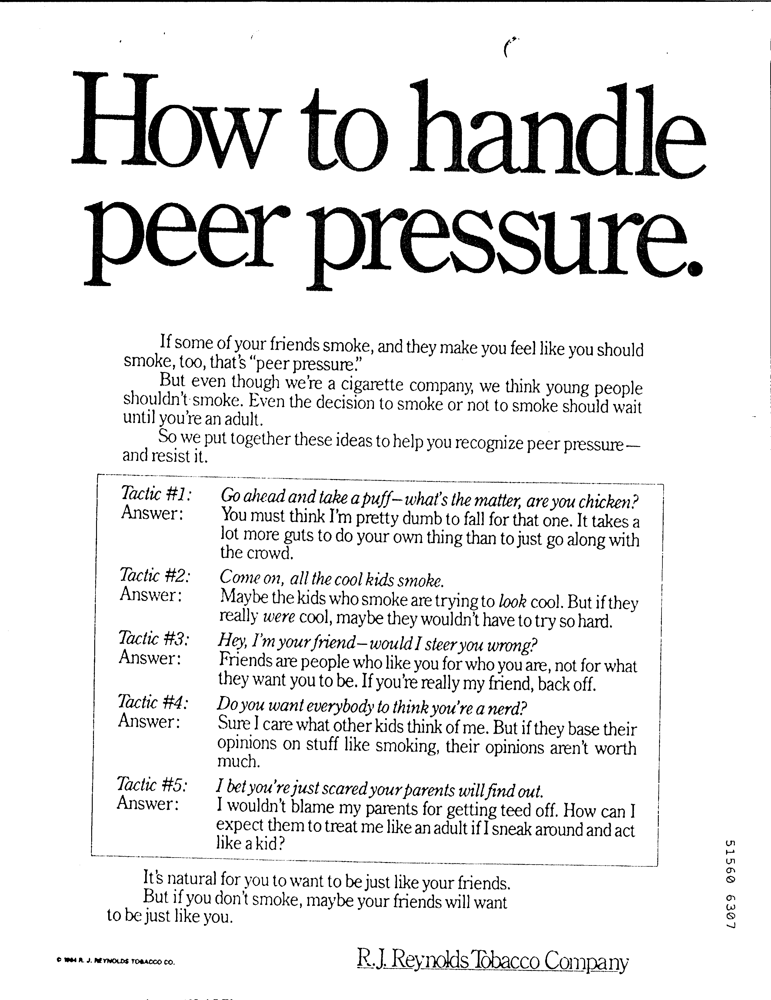 How to handle
peer pressure.
If some of your friends smoke, and they make you feel like you should
smoke, too, that's "peer pressure."
But even though we're a cigarette company, we think young people
shouldn't smoke. Even the decision to smoke or not to smoke should wait
until you're an adult.
So we put together these ideas to help you recognize peer pressure—
and resist it.
Tactic #1: Go ahead and take a puff—what's the matter, are you chicken?
Answer: You must think I'm pretty dumb to fall for that one. It takes a
lot more guts to do your own thing than to just go along with
the crowd.
Tactic #2: Come on, all the cool kids smoke.
Answer: Maybe the kids who smoke are trying to look cool. But if they
really were cool, maybe they wouldn't have to try so hard.
Tactic #3: Hey, I'm your friend—would I steer you wrong?
Answer: Friends are people who like you for who you are, not for what
they want you to be. If you're really my friend, back off.
Tactic #4: Do you want everybody to think you're a nerd?
Answer: Sure I care what other kids think of me. But if they base their
opinions on stuff like smoking, their opinions aren't worth
much.
Tactic #5: I bet you're just scared your parents will find out.
Answer: I wouldn't blame my parents for getting teed off. How can I
expect them to treat me like an adult if I sneak around and act
like a kid?
It's natural for you to want to be just like your friends.
But if you don't smoke, maybe your friends will want
to be just like you.
© 1984 R. J. REYNOLDS TOBACCO CO.
R.J. Reynolds Tobacco Company
51560 6307